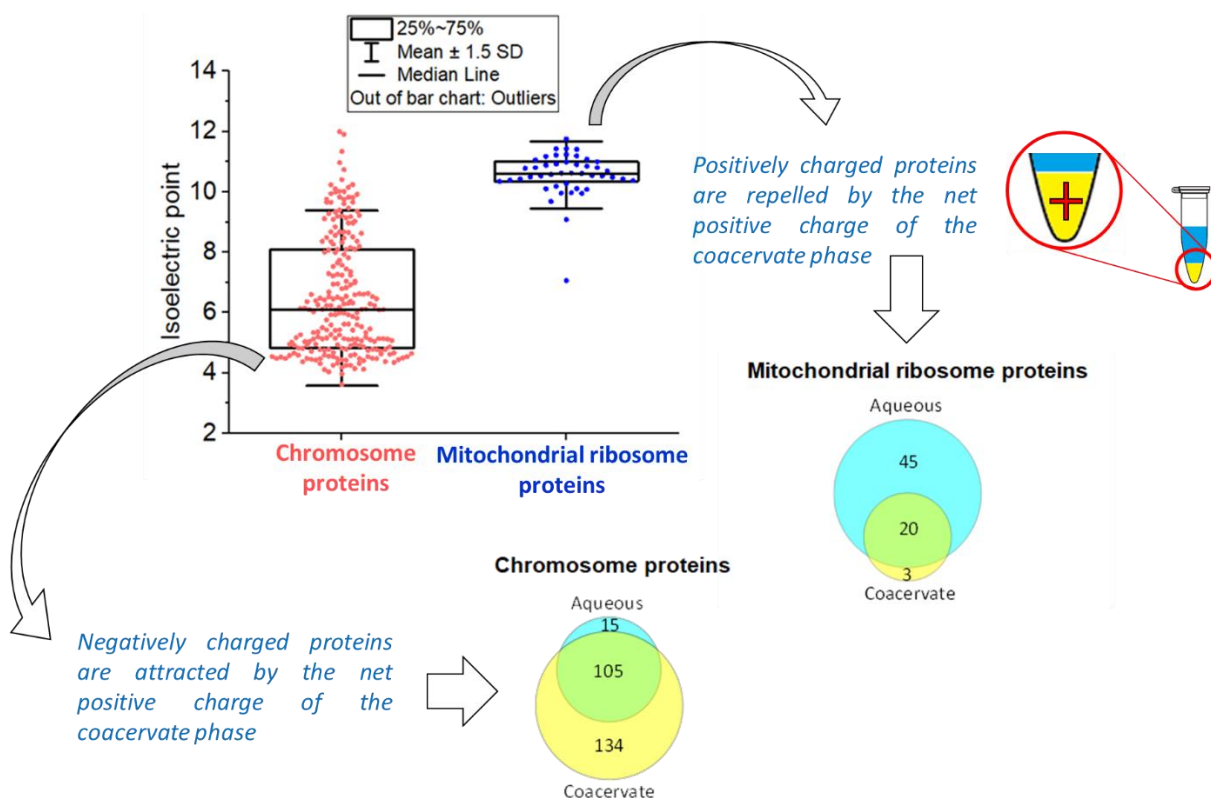 25%~75%
Mean ± 1.5 SD
Median Line
Out of bar chart: Outliers
14
12
10
8
6
4
2
Isoelectric point
Chromosome
proteins
Mitochondrial ribosome
proteins
Positively charged proteins
are repelled by the net
positive charge of the
coacervate phase
Mitochondrial ribosome proteins
Aqueous
45
20
3
Coacervate
Chromosome proteins
Aqueous
15
105
134
Coacervate
Negatively charged proteins
are attracted by the net
positive charge of the
coacervate phase